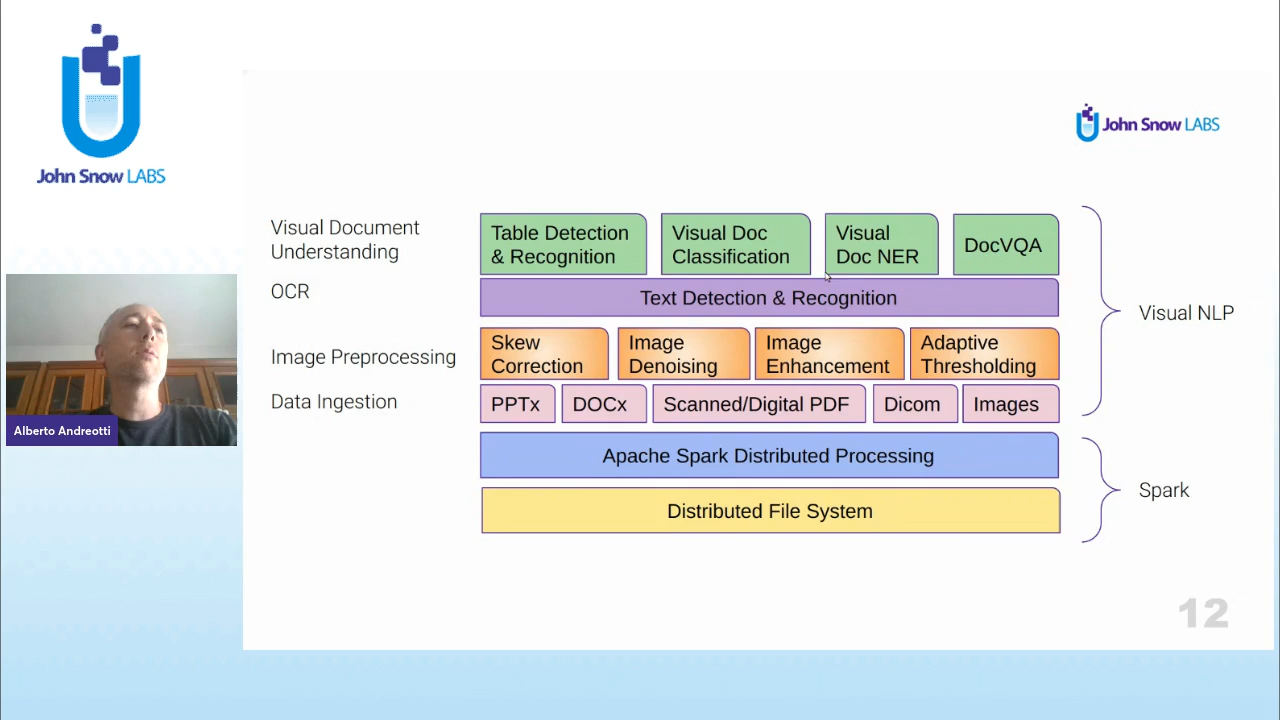 John Snow LABS
John Snow LABS
Visual Document
Understanding
Table Detection
& Recognition
Visual Doc
Classification
Visual
Doc NER
DocVQA
OCR
Text Detection & Recognition
Visual NLP
Image Preprocessing
Skew
Correction
Image
Denoising
Image
Enhancement
Adaptive
Thresholding
Data Ingestion
PPTx
DOCx
Scanned/Digital PDF
Dicom
Images
Alberto Andreotti
Apache Spark Distributed Processing
Spark
Distributed File System
12